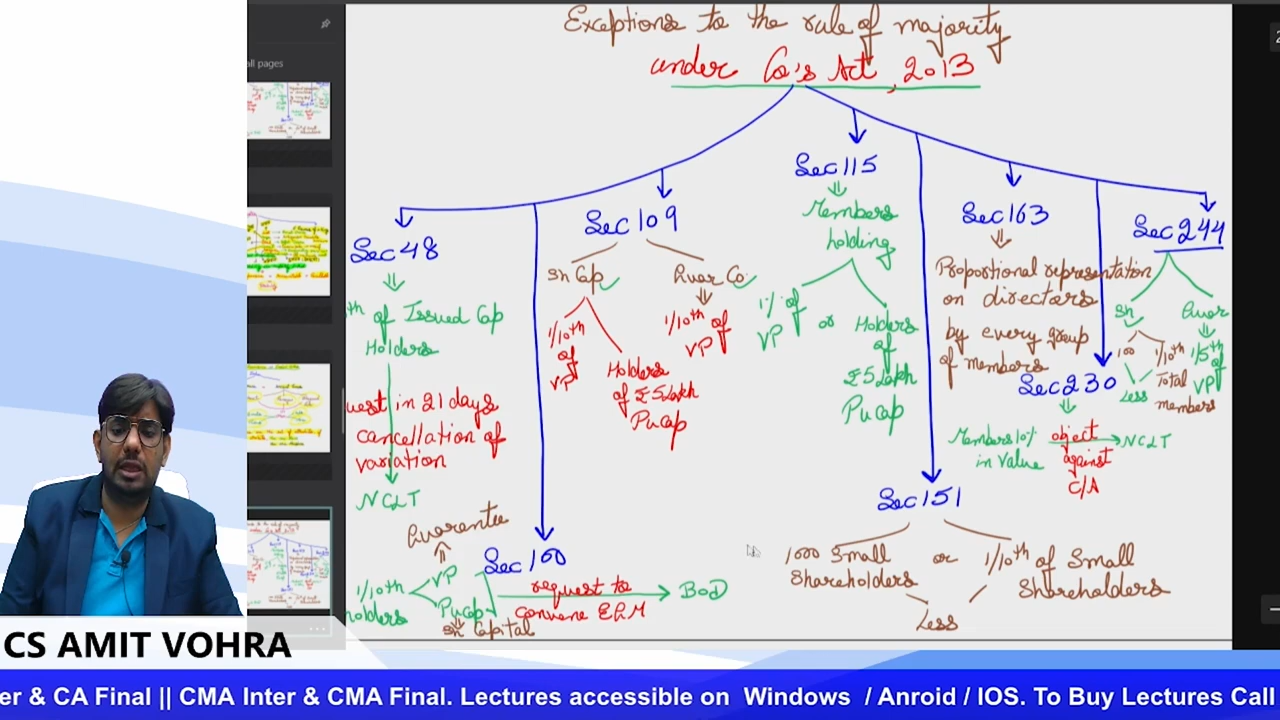 all pages
Exceptions to the rule of majority
under Co's Act, 2013
Sec 48
th of Issued Cap
Holders
uest in 21 days
cancellation of
variation
NCLT
Sec 109
Sh Cap
Guar Co
1/10th
of
VP
Holders
of ₹5 Lakh
Pu cap
1/10th of
VP
Sec 115
Members
holding
1% of
VP
or
Holders
of
₹5 Lakh
Pu cap
Sec 163
Proportional representation
on directors
by every group
of members
Sec 244
Sh
Guar
100
1/10th
Total
members
Less
1/5th
of
VP
Sec 230
Members 10%
in value
object
against
C/A
NCLT
Sec 151
1000 Small
Shareholders
or
1/10th of Small
Shareholders
Less
Sec 100
Guarantee
1/10th
holders
VP
Pu cap
Sh Capital
request to
convene EGM
BoD
CS AMIT VOHRA
er & CA Final || CMA Inter & CMA Final. Lectures accessible on Windows / Anroid / IOS. To Buy Lectures Call